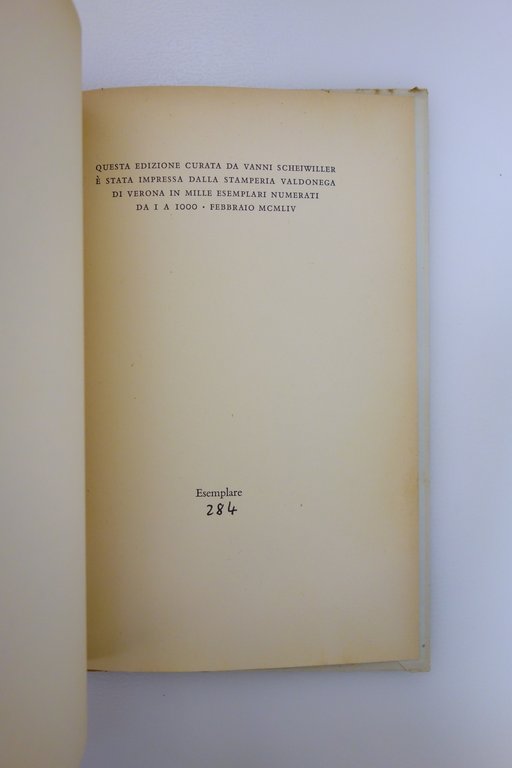 QUESTA EDIZIONE CURATA DA VANNI SCHEIWILLER
È STATA IMPRESSA DALLA STAMPERIA VALDONEGA
DI VERONA IN MILLE ESEMPLARI NUMERATI
DA I A 1000 · FEBBRAIO MCMLIV
Esemplare
284